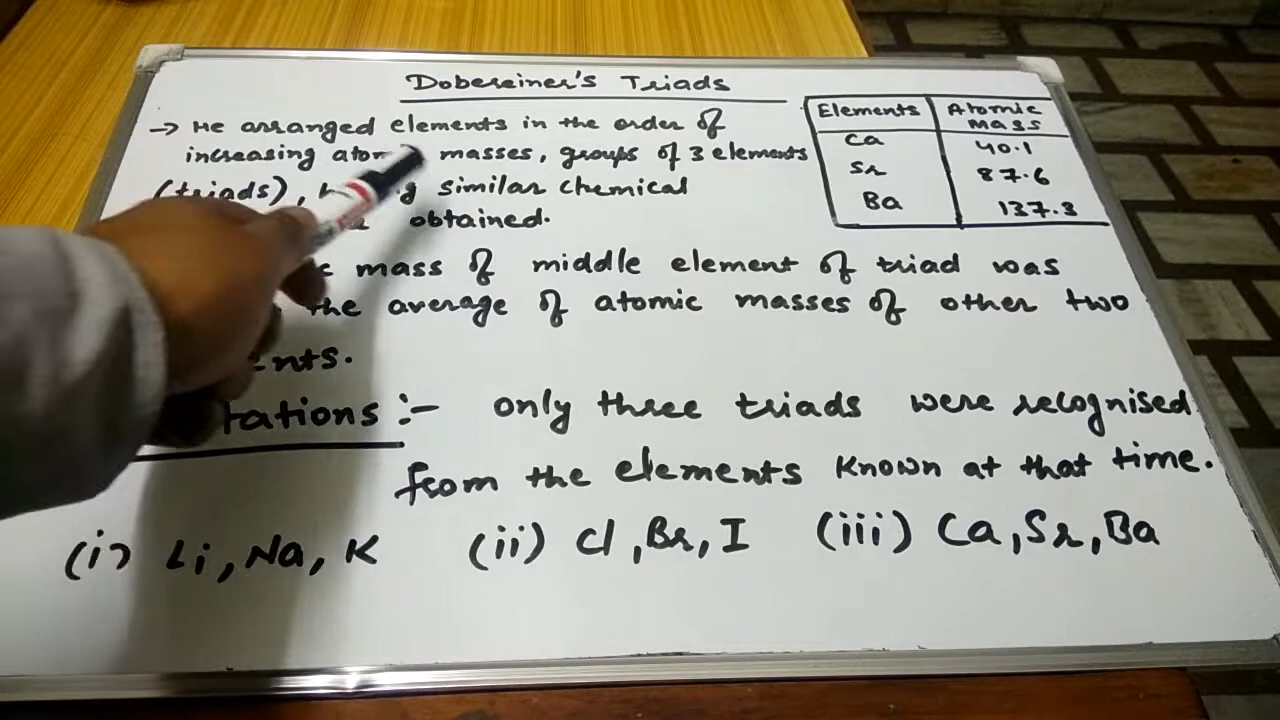 Dobereiner's Triads
→ He arranged elements in the order of
increasing masses, groups of 3 elements
(triads), similar chemical
obtained.
mass of middle element of triad was
the average of atomic masses of other two
:- only three triads were recognised
from the elements known at that time.
(i) Li, Na, K (ii) Cl, Br, I (iii) Ca, Sr, Ba
Elements Atomic mass
Ca 40.1
Sr 87.6
Ba 137.3